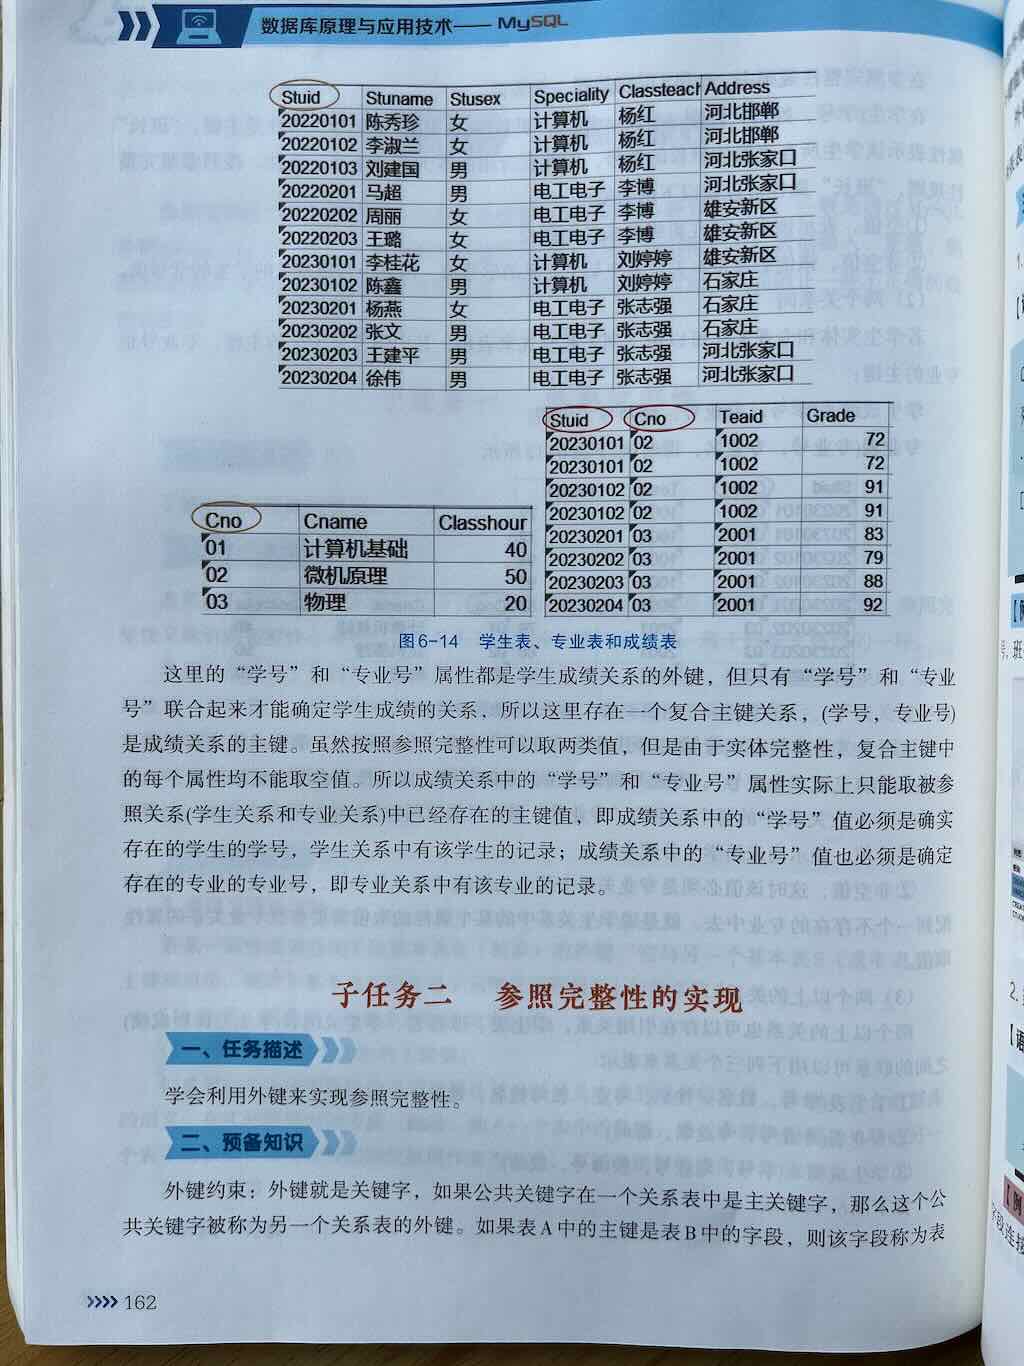 数据库原理与应用技术—— MySQL
Stuid Stuname Stusex Speciality Classteach Address
20220101 陈秀珍 女 计算机 杨红 河北邯郸
20220102 李淑兰 女 计算机 杨红 河北邯郸
20220103 刘建国 男 计算机 杨红 河北张家口
20220201 马超 男 电工电子 李博 河北张家口
20220202 周丽 女 电工电子 李博 雄安新区
20220203 王璐 女 电工电子 李博 雄安新区
20230101 李桂花 女 计算机 刘婷婷 雄安新区
20230102 陈鑫 男 计算机 刘婷婷 石家庄
20230201 杨燕 女 电工电子 张志强 石家庄
20230202 张文 男 电工电子 张志强 石家庄
20230203 王建平 男 电工电子 张志强 河北张家口
20230204 徐伟 男 电工电子 张志强 河北张家口
Stuid Cno Teaid Grade
20230101 02 1002 72
20230101 02 1002 72
20230102 02 1002 91
20230102 02 1002 91
20230201 03 2001 83
20230202 03 2001 79
20230203 03 2001 88
20230204 03 2001 92
Cno Cname Classhour
01 计算机基础 40
02 微机原理 50
03 物理 20
图6-14 学生表、专业表和成绩表
这里的“学号”和“专业号”属性都是学生成绩关系的外键，但只有“学号”和“专业
号”联合起来才能确定学生成绩的关系，所以这里存在一个复合主键关系，(学号，专业号)
是成绩关系的主键。虽然按照参照完整性可以取两类值，但是由于实体完整性，复合主键中
的每个属性均不能取空值。所以成绩关系中的“学号”和“专业号”属性实际上只能取被参
照关系(学生关系和专业关系)中已经存在的主键值，即成绩关系中的“学号”值必须是确实
存在的学生的学号，学生关系中有该学生的记录；成绩关系中的“专业号”值也必须是确定
存在的专业的专业号，即专业关系中有该专业的记录。
子任务二 参照完整性的实现
一、任务描述
学会利用外键来实现参照完整性。
二、预备知识
外键约束：外键就是关键字，如果公共关键字在一个关系表中是主关键字，那么这个公
共关键字被称为另一个关系表的外键。如果表A中的主键是表B中的字段，则该字段称为表
162